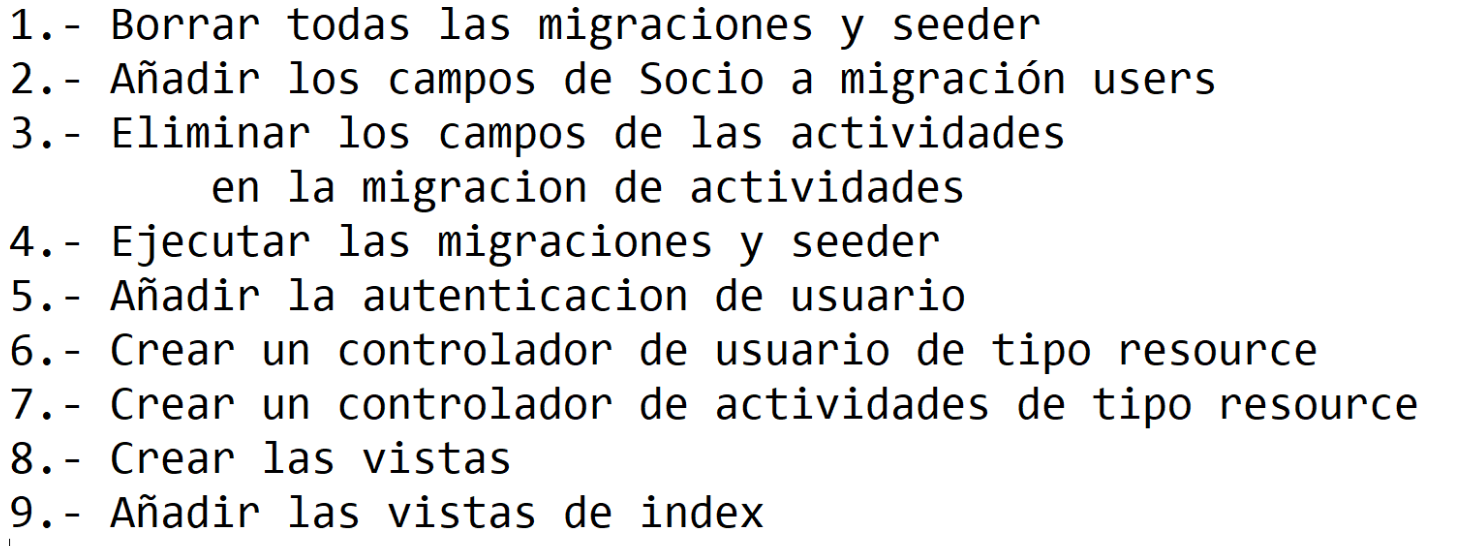 1.- Borrar todas las migraciones y seeder
2.- Añadir los campos de Socio a migración users
3.- Eliminar los campos de las actividades
en la migracion de actividades
4.- Ejecutar las migraciones y seeder
5.- Añadir la autenticacion de usuario
6.- Crear un controlador de usuario de tipo resource
7.- Crear un controlador de actividades de tipo resource
8.- Crear las vistas
9.- Añadir las vistas de index